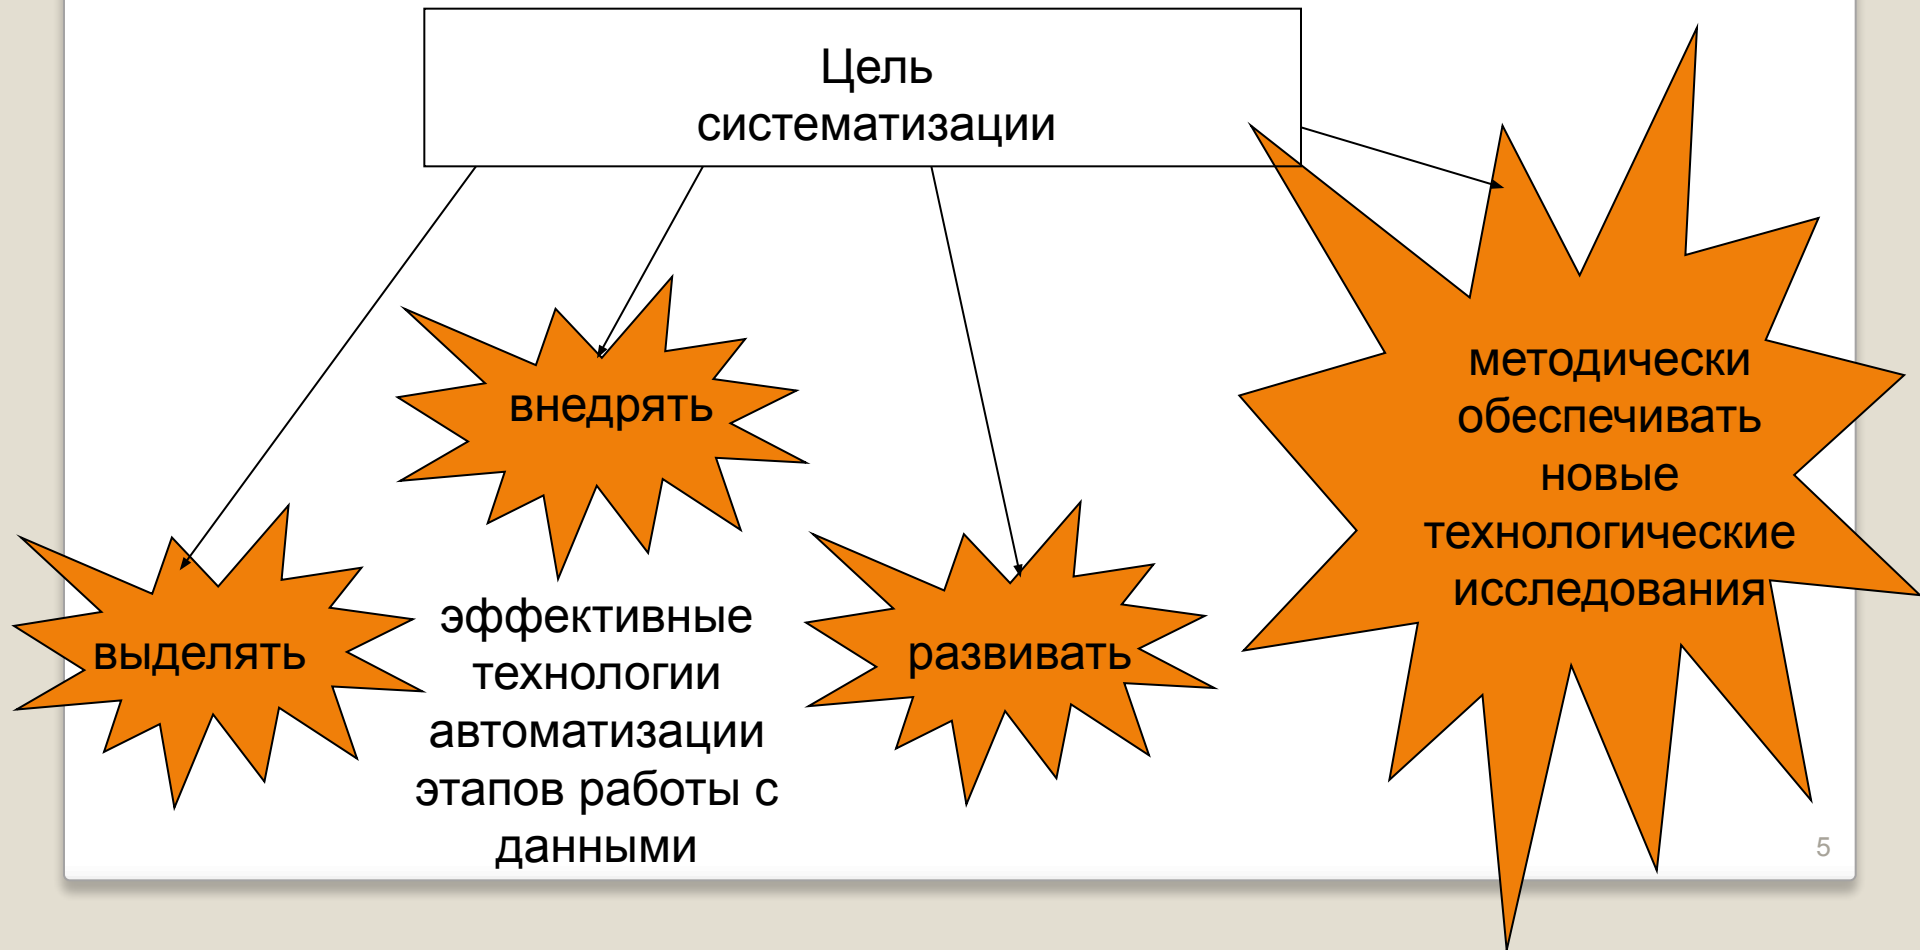 Цель
систематизации
внедрять
выделять
эффективные
технологии
автоматизации
этапов работы с
данными
развивать
методически
обеспечивать
новые
технологические
исследования
5